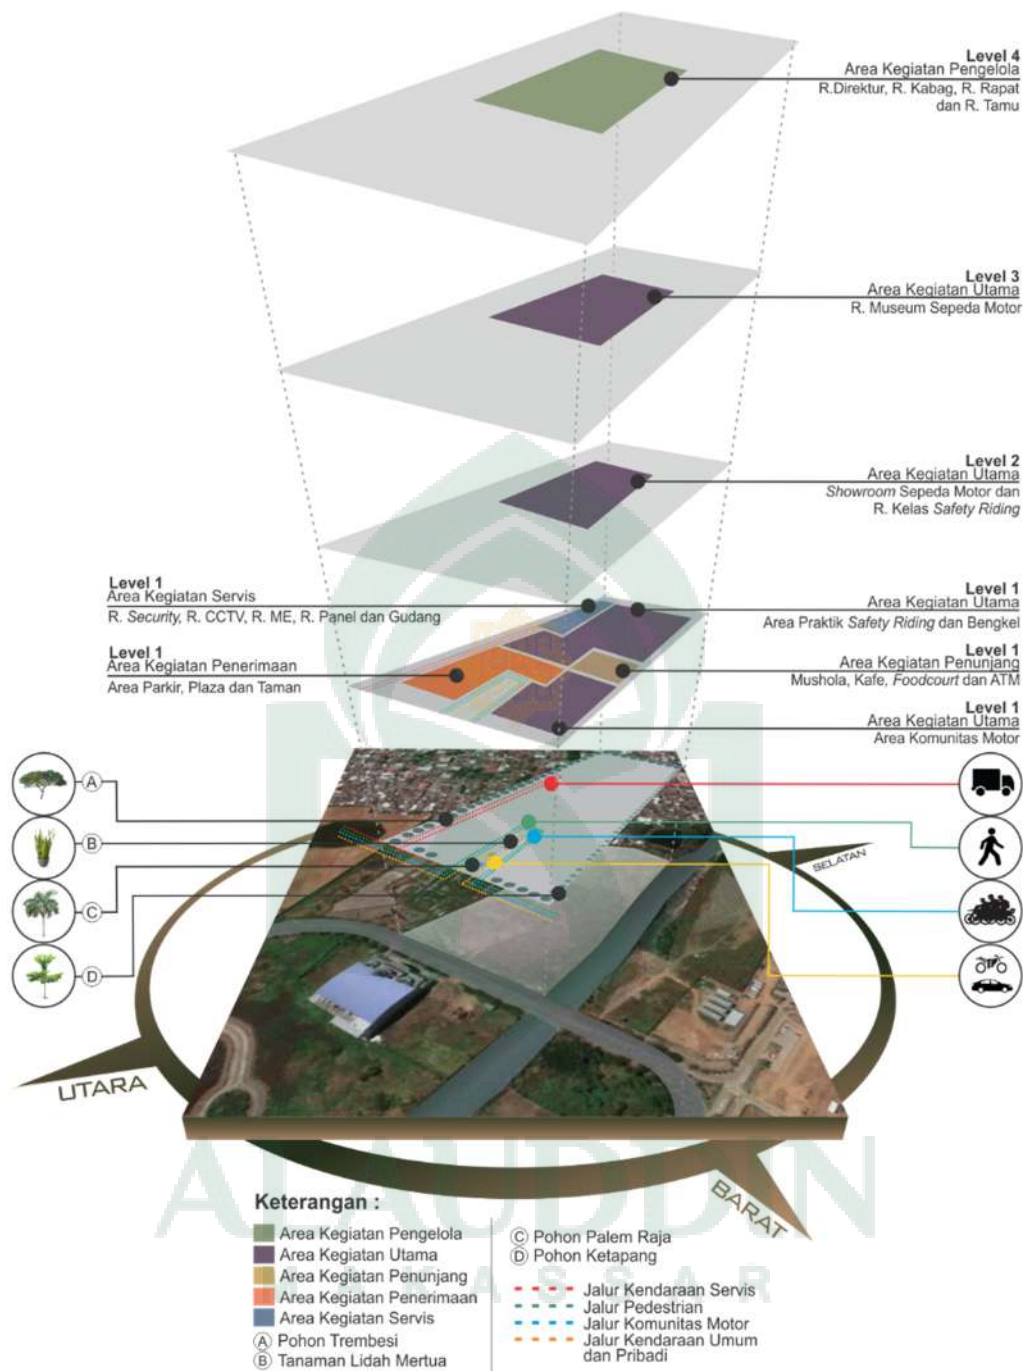 Level 4
Area Kegiatan Pengelola
R.Direktur, R. Kabag, R. Rapat
dan R. Tamu
Level 3
Area Kegiatan Utama
R. Museum Sepeda Motor
Level 2
Area Kegiatan Utama
Showroom Sepeda Motor dan
R. Kelas Safety Riding
Level 1
Area Kegiatan Servis
R. Security, R. CCTV, R. ME, R. Panel dan Gudang
Level 1
Area Kegiatan Utama
Area Praktik Safety Riding dan Bengkel
Level 1
Area Kegiatan Penerimaan
Area Parkir, Plaza dan Taman
Level 1
Area Kegiatan Penunjang
Mushola, Kafe, Foodcourt dan ATM
Level 1
Area Kegiatan Utama
Area Komunitas Motor
A
B
C
D
SELATAN
UTARA
BARAT
ALAUDDIN
MAKASSAR
Keterangan :
Area Kegiatan Pengelola
Area Kegiatan Utama
Area Kegiatan Penunjang
Area Kegiatan Penerimaan
Area Kegiatan Servis
A Pohon Trembesi
B Tanaman Lidah Mertua
C Pohon Palem Raja
D Pohon Ketapang
Jalur Kendaraan Servis
Jalur Pedestrian
Jalur Komunitas Motor
Jalur Kendaraan Umum
dan Pribadi